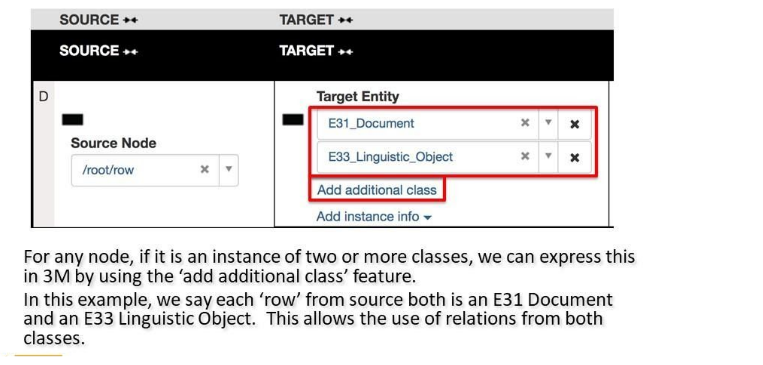 SOURCE TARGET
SOURCE TARGET
D Target Entity
E31_Document
Source Node
/root/row
E33_Linguistic_Object
Add additional class
Add instance info
For any node, if it is an instance of two or more classes, we can express this
in 3M by using the ‘add additional class’ feature.
In this example, we say each ‘row’ from source both is an E31 Document
and an E33 Linguistic Object.  This allows the use of relations from both
classes.